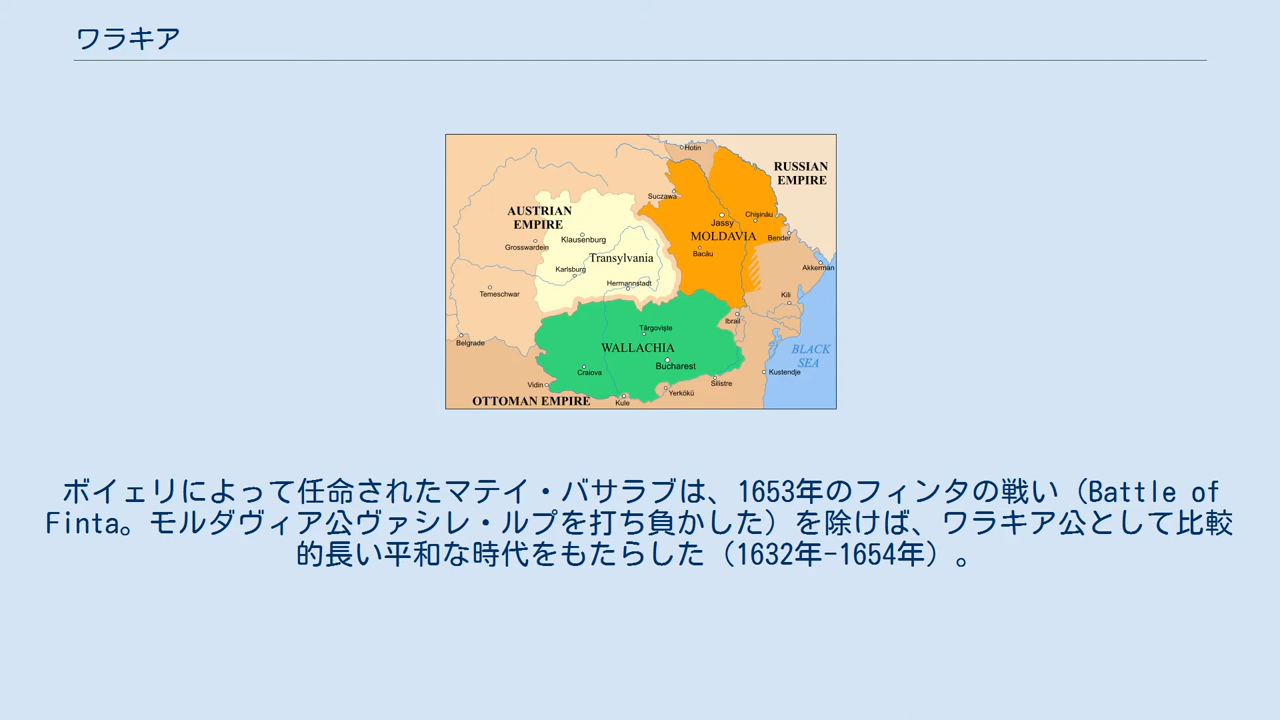 ワラキア
Hotin
RUSSIAN
EMPIRE
Suczawa
AUSTRIAN
EMPIRE
Chişinău
Jassy
Klausenburg
MOLDAVIA
Bender
Grosswardein
Bacău
Transylvania
Akkerman
Karlsburg
Hermannstadt
Temeschwar
Kili
Ibrail
Târgovişte
Belgrade
WALLACHIA
BLACK
SEA
Bucharest
Craiova
Kustendje
Vidin
Silistre
Yerkökü
OTTOMAN EMPIRE
Kule
ボイェリによって任命されたマテイ・バサラブは、1653年のフィンタの戦い（Battle of
Finta。モルダヴィア公ヴァシレ・ルプを打ち負かした）を除けば、ワラキア公として比較
的長い平和な時代をもたらした（1632年-1654年）。